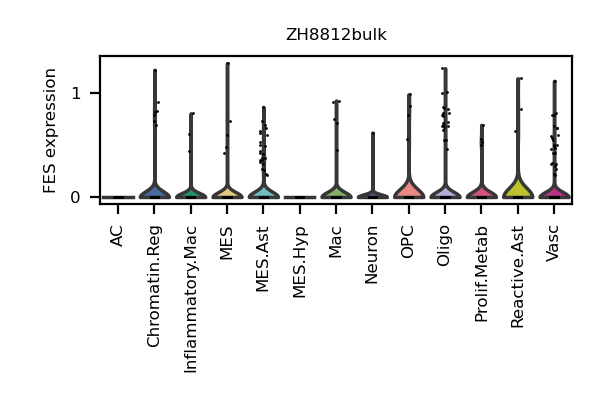 ZH8812bulk
FES expression
1
0
AC
Chromatin.Reg
Inflammatory.Mac
MES
MES.Ast
MES.Hyp
Mac
Neuron
OPC
Oligo
Prolif.Metab
Reactive.Ast
Vasc